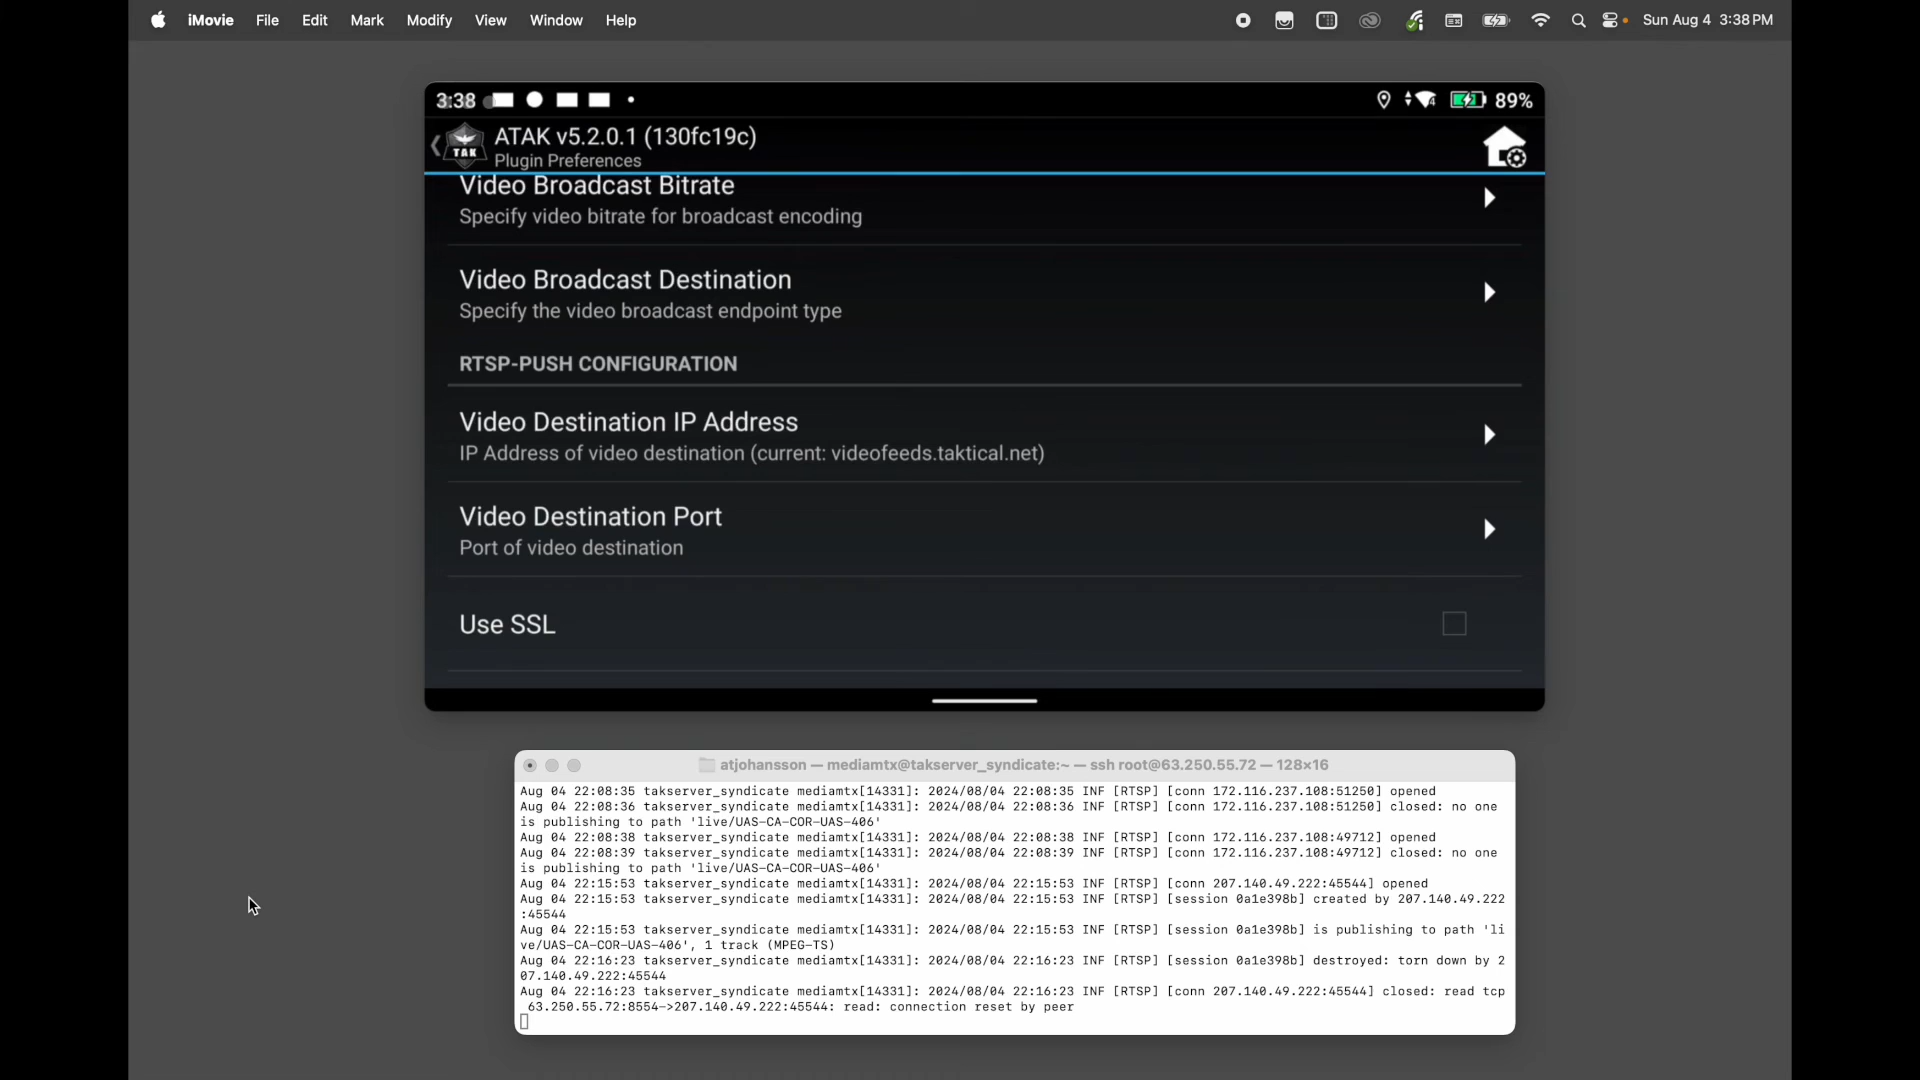 iMovie File Edit Mark Modify View Window Help Sun Aug 4 3:38 PM
3:38 89%
ATAK v5.2.0.1 (130fc19c)
TAK
Plugin Preferences
Video Broadcast Bitrate
Specify video bitrate for broadcast encoding
Video Broadcast Destination
Specify the video broadcast endpoint type
RTSP-PUSH CONFIGURATION
Video Destination IP Address
IP Address of video destination (current: videofeeds.taktical.net)
Video Destination Port
Port of video destination
Use SSL
atjohansson — mediamtx@takserver_syndicate:~ — ssh root@63.250.55.72 — 128×16
Aug 04 22:08:35 takserver_syndicate mediamtx[14331]: 2024/08/04 22:08:35 INF [RTSP] [conn 172.116.237.108:51250] opened
Aug 04 22:08:36 takserver_syndicate mediamtx[14331]: 2024/08/04 22:08:36 INF [RTSP] [conn 172.116.237.108:51250] closed: no one
is publishing to path 'live/UAS-CA-COR-UAS-406'
Aug 04 22:08:38 takserver_syndicate mediamtx[14331]: 2024/08/04 22:08:38 INF [RTSP] [conn 172.116.237.108:49712] opened
Aug 04 22:08:39 takserver_syndicate mediamtx[14331]: 2024/08/04 22:08:39 INF [RTSP] [conn 172.116.237.108:49712] closed: no one
is publishing to path 'live/UAS-CA-COR-UAS-406'
Aug 04 22:15:53 takserver_syndicate mediamtx[14331]: 2024/08/04 22:15:53 INF [RTSP] [conn 207.140.49.222:45544] opened
Aug 04 22:15:53 takserver_syndicate mediamtx[14331]: 2024/08/04 22:15:53 INF [RTSP] [session 0a1e398b] created by 207.140.49.222
:45544
Aug 04 22:15:53 takserver_syndicate mediamtx[14331]: 2024/08/04 22:15:53 INF [RTSP] [session 0a1e398b] is publishing to path 'li
ve/UAS-CA-COR-UAS-406', 1 track (MPEG-TS)
Aug 04 22:16:23 takserver_syndicate mediamtx[14331]: 2024/08/04 22:16:23 INF [RTSP] [session 0a1e398b] destroyed: torn down by 2
07.140.49.222:45544
Aug 04 22:16:23 takserver_syndicate mediamtx[14331]: 2024/08/04 22:16:23 INF [RTSP] [conn 207.140.49.222:45544] closed: read tcp
63.250.55.72:8554->207.140.49.222:45544: read: connection reset by peer